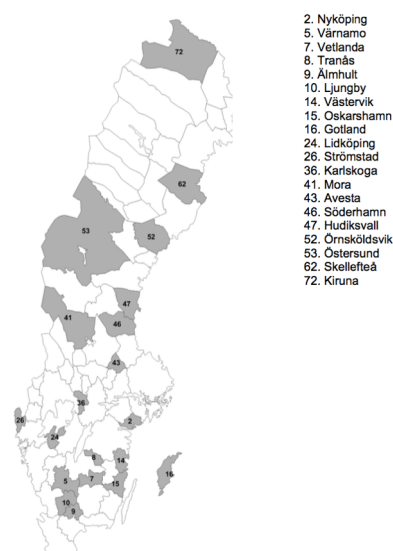 2. Nyköping
5. Värnamo
7. Vetlanda
8. Tranås
9. Älmhult
10. Ljungby
14. Västervik
15. Oskarshamn
16. Gotland
24. Lidköping
26. Strömstad
36. Karlskoga
41. Mora
43. Avesta
46. Söderhamn
47. Hudiksvall
52. Örnsköldsvik
53. Östersund
62. Skellefteå
72. Kiruna
72
62
53
52
47
41
46
43
36
26
2
24
8
14
16
5
7
15
10
9